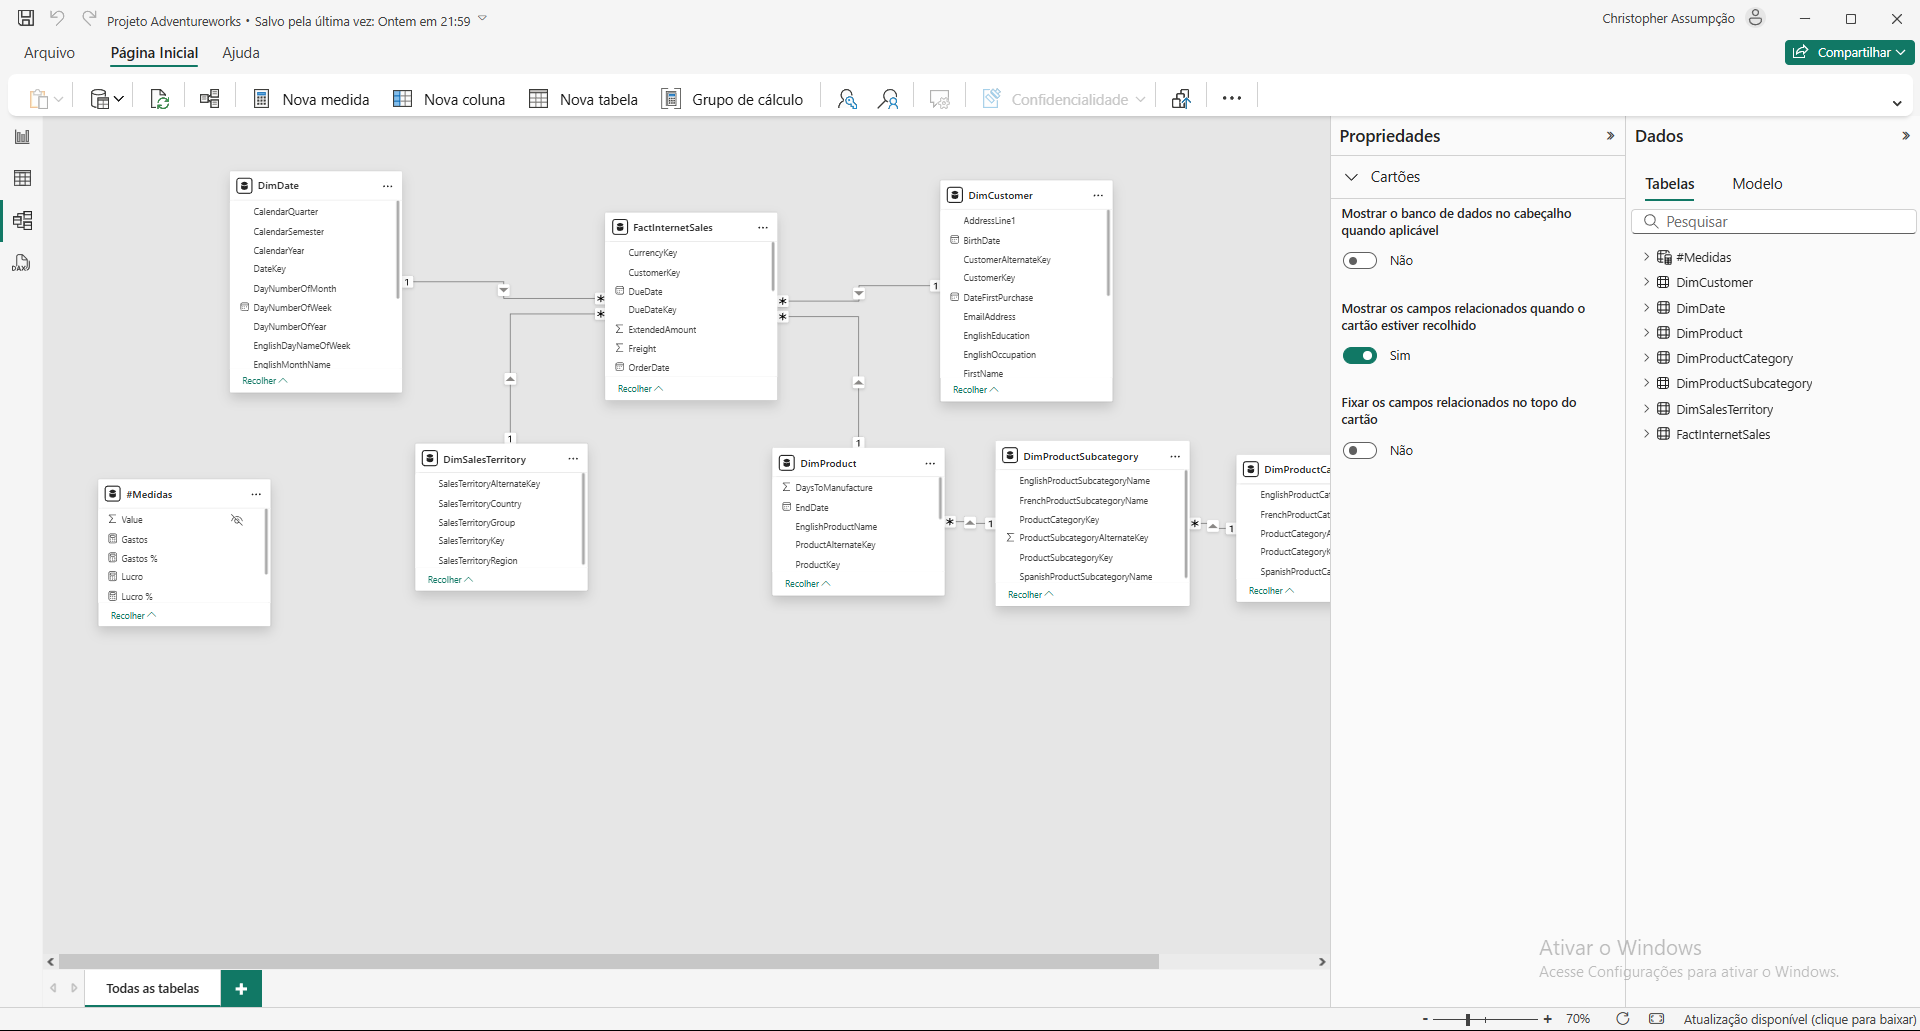 Projeto Adventureworks • Salvo pela última vez: Ontem em 21:59
Christopher Assumpção
Arquivo
Página Inicial
Ajuda
Compartilhar
Nova medida
Nova coluna
Nova tabela
Grupo de cálculo
Confidencialidade
DimDate
CalendarQuarter
CalendarSemester
CalendarYear
DateKey
DayNumberOfMonth
DayNumberOfWeek
DayNumberOfYear
EnglishDayNameOfWeek
EnglishMonthName
Recolher
1
*
*
1
FactInternetSales
CurrencyKey
CustomerKey
DueDate
DueDateKey
ExtendedAmount
Freight
OrderDate
Recolher
*
*
1
1
DimCustomer
AddressLine1
BirthDate
CustomerAlternateKey
CustomerKey
DateFirstPurchase
EmailAddress
EnglishEducation
EnglishOccupation
FirstName
Recolher
#Medidas
Value
Gastos
Gastos %
Lucro
Lucro %
Recolher
DimSalesTerritory
SalesTerritoryAlternateKey
SalesTerritoryCountry
SalesTerritoryGroup
SalesTerritoryKey
SalesTerritoryRegion
Recolher
DimProduct
DaysToManufacture
EndDate
EnglishProductName
ProductAlternateKey
ProductKey
Recolher
*
1
DimProductSubcategory
EnglishProductSubcategoryName
FrenchProductSubcategoryName
ProductCategoryKey
ProductSubcategoryAlternateKey
ProductSubcategoryKey
SpanishProductSubcategoryName
Recolher
*
1
DimProductCa
EnglishProductCat
FrenchProductCat
ProductCategoryA
ProductCategoryK
SpanishProductCa
Recolher
Propriedades
Cartões
Mostrar o banco de dados no cabeçalho
quando aplicável
Não
Mostrar os campos relacionados quando o
cartão estiver recolhido
Sim
Fixar os campos relacionados no topo do
cartão
Não
Dados
Tabelas
Modelo
Pesquisar
#Medidas
DimCustomer
DimDate
DimProduct
DimProductCategory
DimProductSubcategory
DimSalesTerritory
FactInternetSales
Ativar o Windows
Acesse Configurações para ativar o Windows.
Todas as tabelas
+
- + 70%
Atualização disponível (clique para baixar)